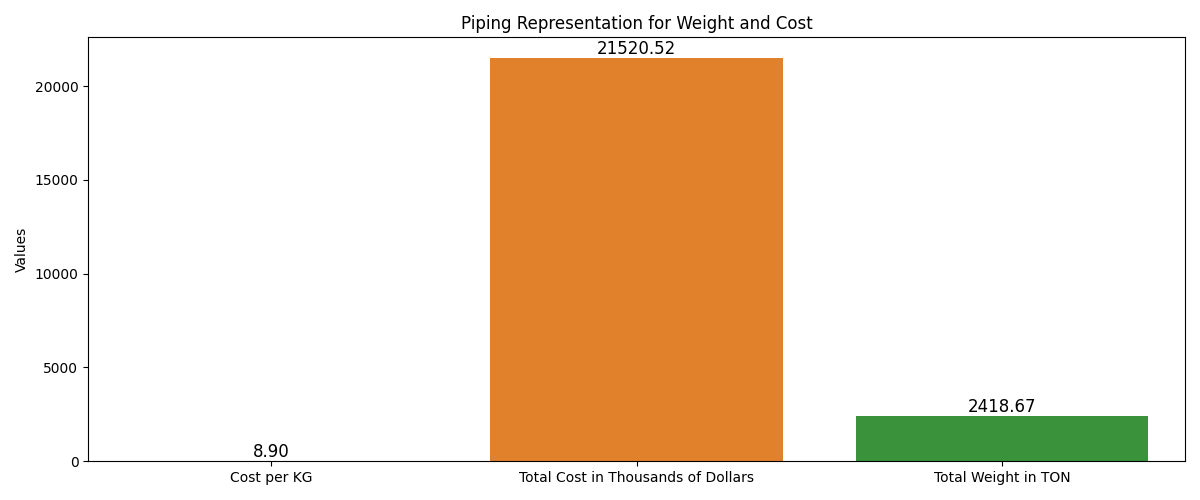 Piping Representation for Weight and Cost
21520.52
20000
15000
Values
10000
5000
2418.67
8.90
0
Cost per KG
Total Cost in Thousands of Dollars
Total Weight in TON